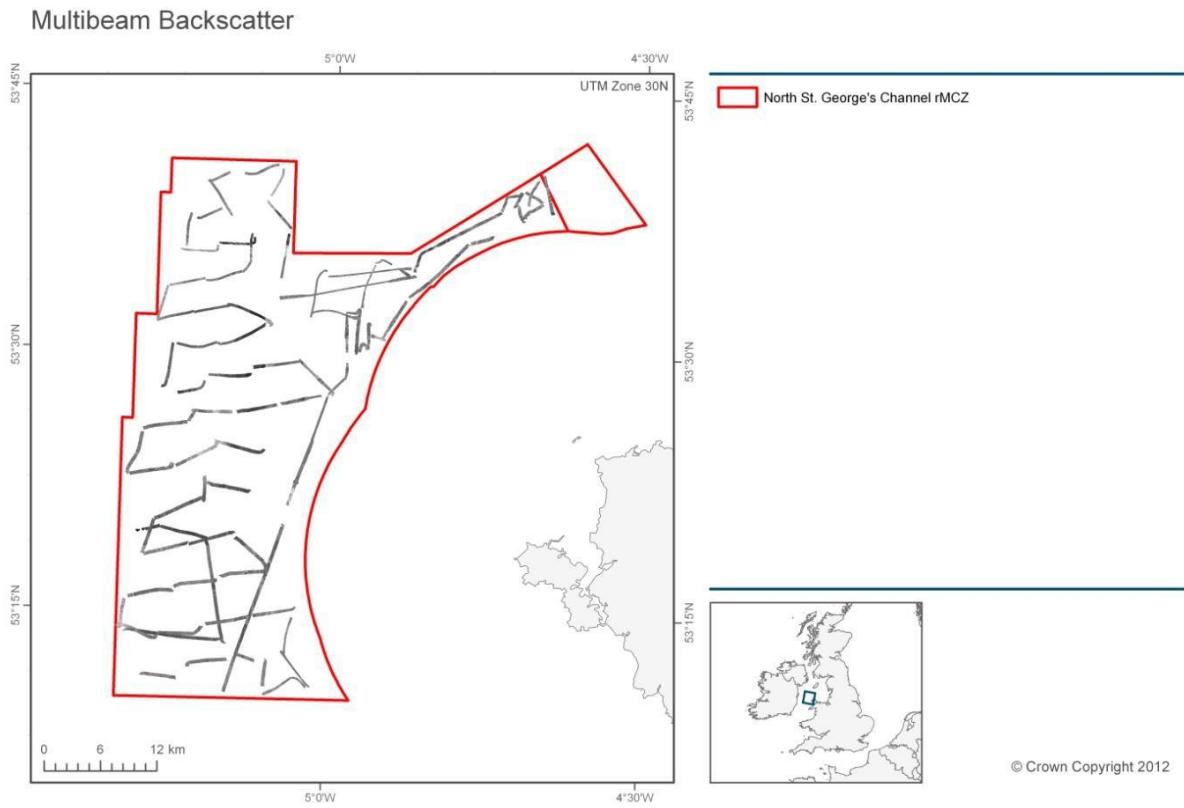 Multibeam Backscatter
5°0'W
4°30'W
53°45'N
UTM Zone 30N
53°45'N
North St. George's Channel rMCZ
53°30'N
53°30'N
53°15'N
53°15'N
0 6 12 km
© Crown Copyright 2012
5°0'W
4°30'W